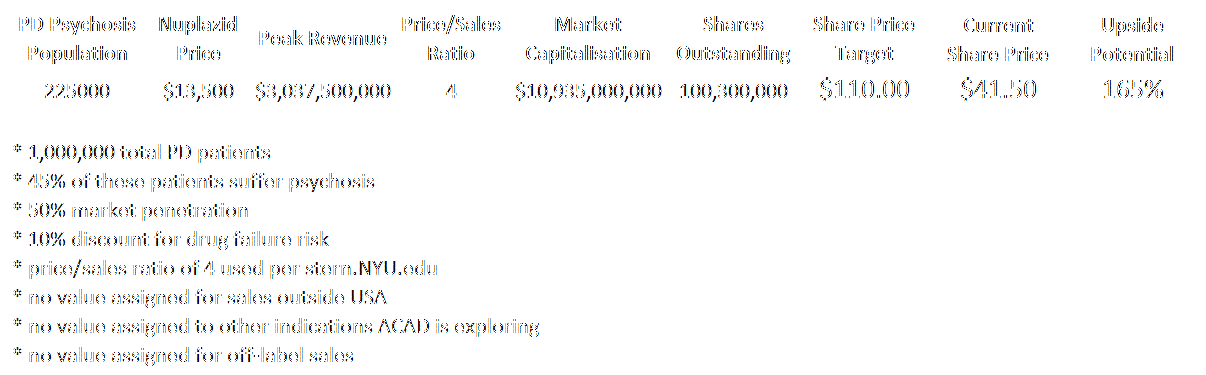 PD Psychosis Population Nuplazid Price Peak Revenue Price/Sales Ratio Market Capitalisation Shares Outstanding Share Price Target Current Share Price Upside Potential
225000 $13,500 $3,037,500,000 4 $10,935,000,000 100,300,000 $110.00 $41.50 165%
* 1,000,000 total PD patients
* 45% of these patients suffer psychosis
* 50% market penetration
* 10% discount for drug failure risk
* price/sales ratio of 4 used per stern.NYU.edu
* no value assigned for sales outside USA
* no value assigned to other indications ACAD is exploring
* no value assigned for off-label sales